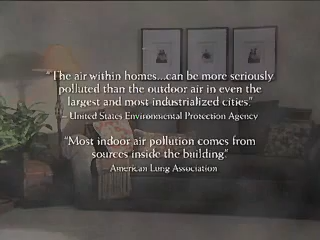 “The air within homes...can be more seriously
polluted than the outdoor air in even the
largest and most industrialized cities”
– United States Environmental Protection Agency
“Most indoor air pollution comes from
sources inside the building”
– American Lung Association